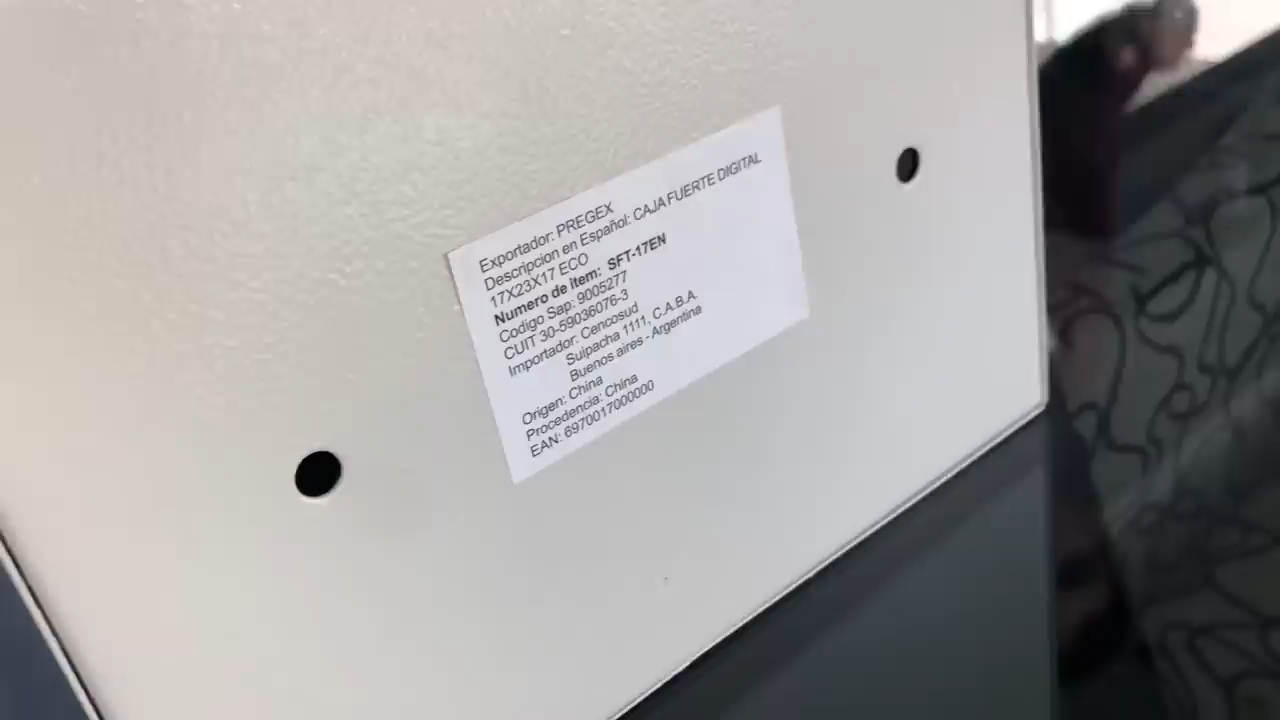 Exportador: PREGEX
Descripcion en Español: CAJA FUERTE DIGITAL
17X23X17 ECO
Numero de item: SFT-17EN
Codigo Sap: 9005277
CUIT 30-59036076-3
Importador: Cencosud
Suipacha 1111, C.A.B.A.
Buenos aires - Argentina
Origen: China
Procedencia: China
EAN: 6970017000000